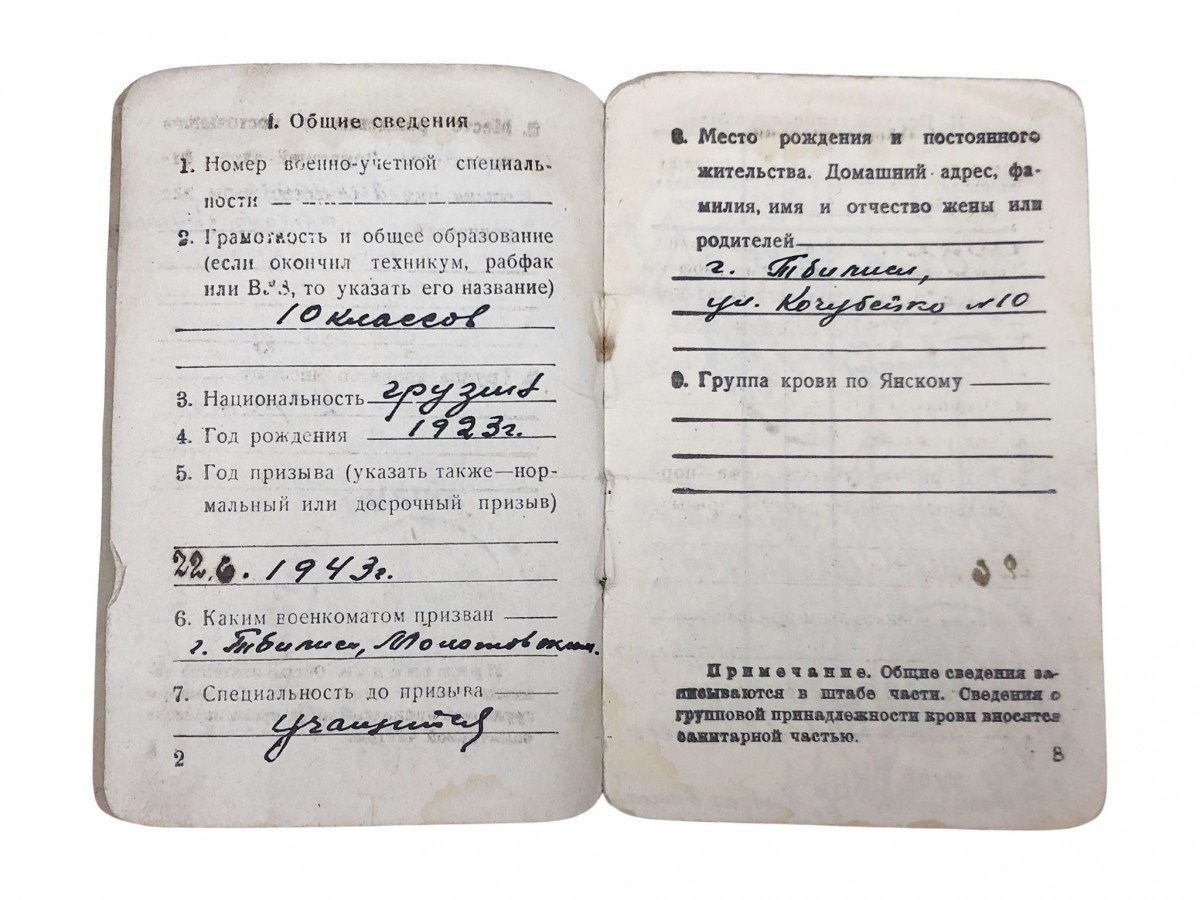 1. Общие сведения
1. Номер военно-учетной специаль-
ности
2. Грамотность и общее образование
(если окончил техникум, рабфак
или ВУЗ, то указать его название)
10 классов
3. Национальность грузин
4. Год рождения 1923г.
5. Год призыва (указать также—нор-
мальный или досрочный призыв)
22.6. 1943г.
6. Каким военкоматом призван
г. Тбилиси, Молотовским.
7. Специальность до призыва
учащийся
2
8. Место рождения и постоянного
жительства. Домашний адрес, фа-
милия, имя и отчество жены или
родителей
г. Тбилиси,
ул. Кочубейко №10
9. Группа крови по Янскому
Примечание. Общие сведения за-
писываются в штабе части. Сведения о
групповой принадлежности крови вносятся
санитарной частью.